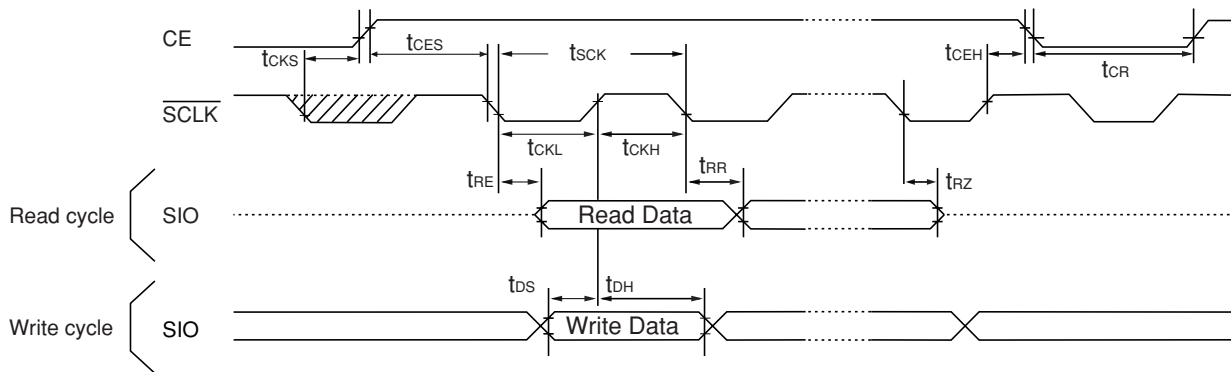 CE
tCKS
tCES
tSCK
tCEH
tCR
SCLK
tCKL
tCKH
tRE
tRR
tRZ
Read cycle
SIO
Read Data
tDS
tDH
Write cycle
SIO
Write Data